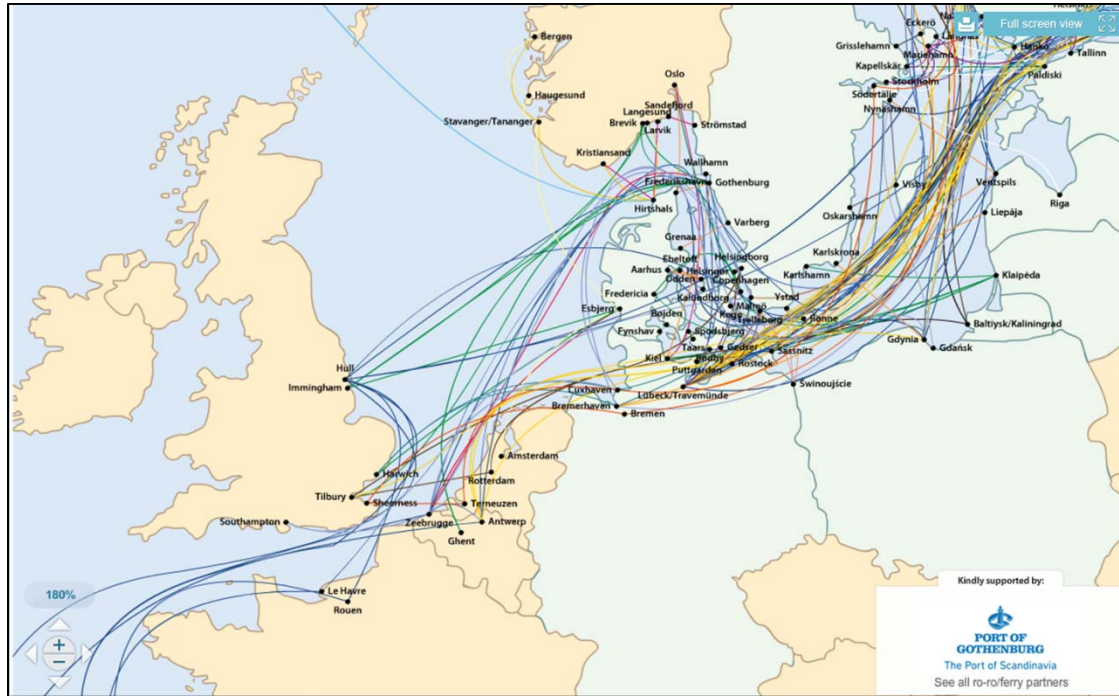 Full screen view
Helsinki
Eckerö
Långnäs
Bergen
Grisslehamn
Mariehamn
Hanko
Tallinn
Kapellskär
Paldiski
Oslo
Stockholm
Haugesund
Södertälje
Sandefjord
Nynäshamn
Langesund
Stavanger/Tananger
Brevik
Larvik
Strömstad
Kristiansand
Wallhamn
Ventspils
Frederikshavn
Gothenburg
Visby
Riga
Hirtshals
Oskarshamn
Liepāja
Varberg
Grenaa
Karlskrona
Ebeltoft
Helsingborg
Aarhus
Helsingør
Karlshamn
Klaipėda
Odden
Copenhagen
Fredericia
Kalundborg
Malmö
Ystad
Esbjerg
Køge
Bøjden
Trelleborg
Rønne
Baltiysk/Kaliningrad
Fynshav
Spodsbjerg
Gdynia
Taars
Gedser
Sassnitz
Gdańsk
Kiel
Rødby
Rostock
Hull
Puttgarden
Immingham
Cuxhaven
Lübeck/Travemünde
Swinoujście
Bremerhaven
Bremen
Amsterdam
Harwich
Rotterdam
Tilbury
Sheerness
Terneuzen
Southampton
Zeebrugge
Antwerp
Ghent
Le Havre
Rouen
180%
Kindly supported by:
PORT OF
GOTHENBURG
The Port of Scandinavia
See all ro-ro/ferry partners